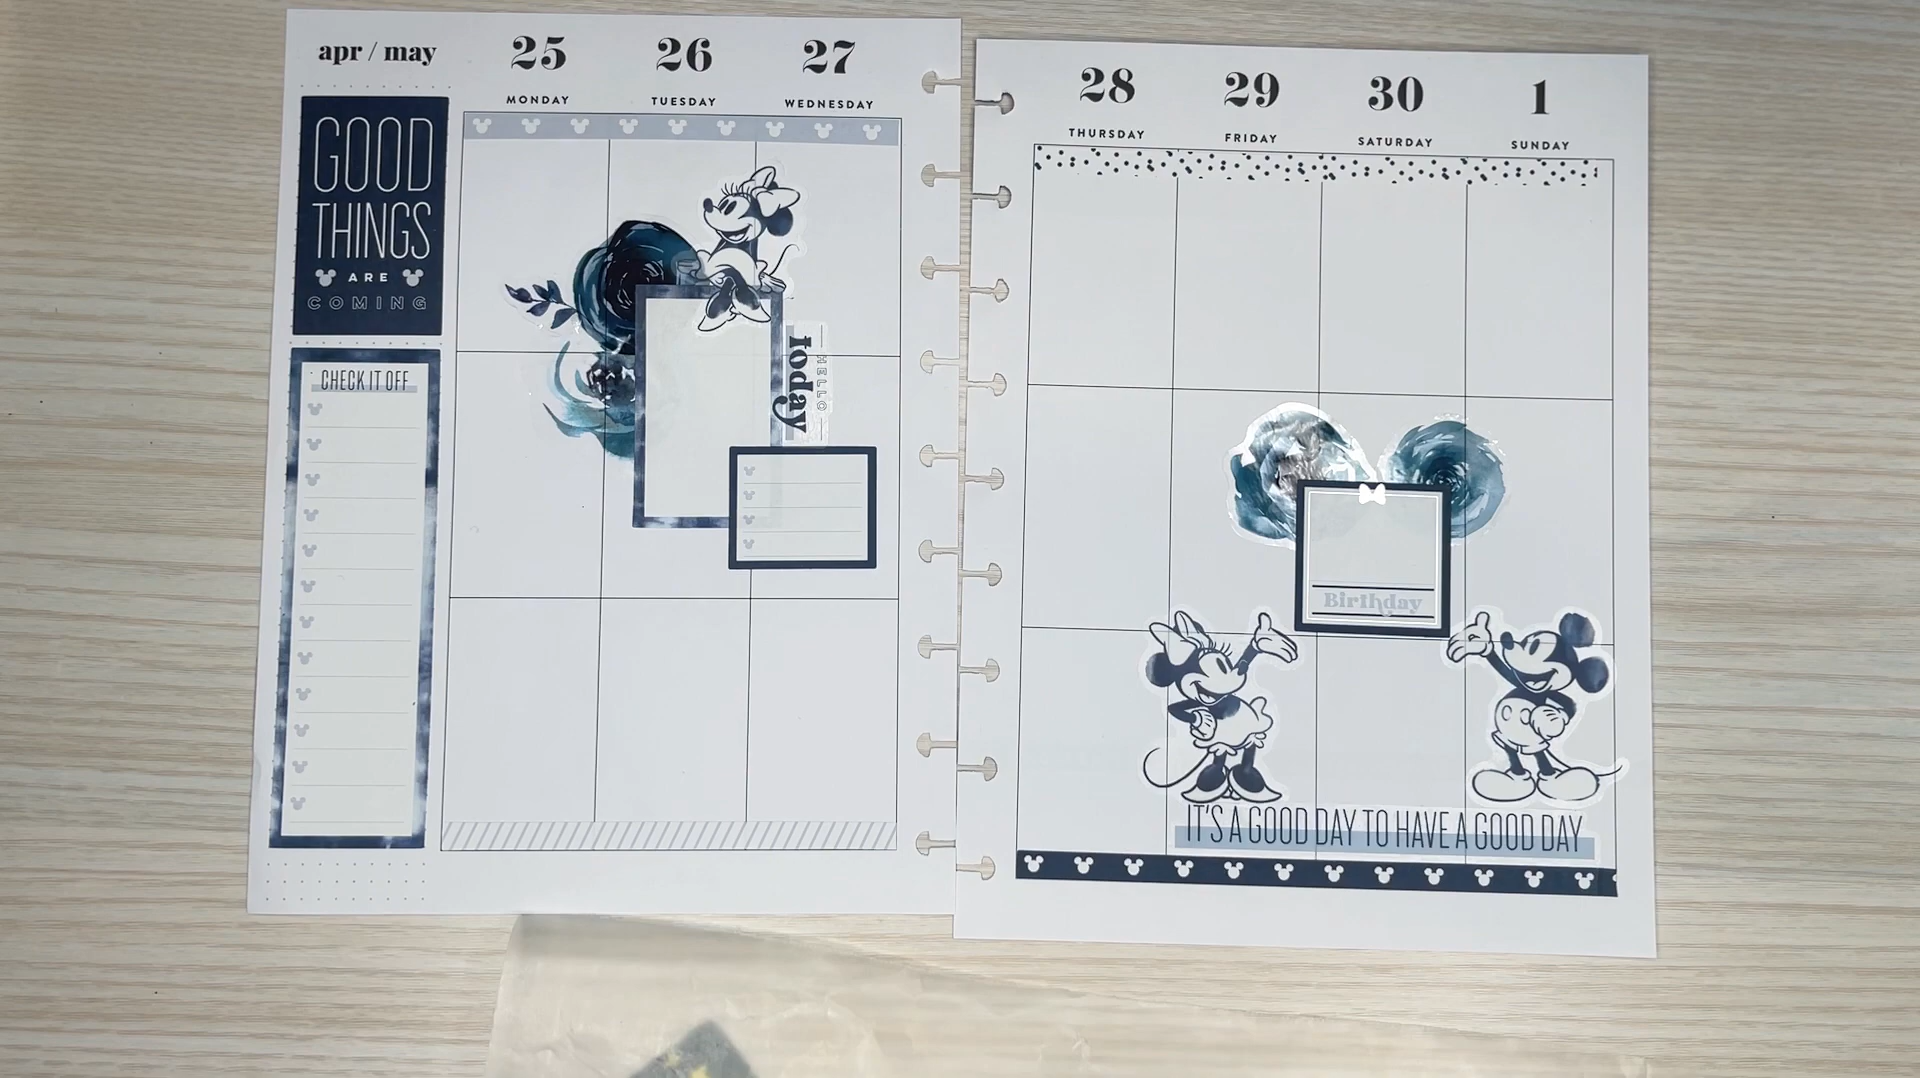 apr / may
25
MONDAY
26
TUESDAY
27
WEDNESDAY
GOOD
THINGS
ARE
COMING
CHECK IT OFF
HELLO
today
28
THURSDAY
29
FRIDAY
30
SATURDAY
1
SUNDAY
Birthday
IT'S A GOOD DAY TO HAVE A GOOD DAY